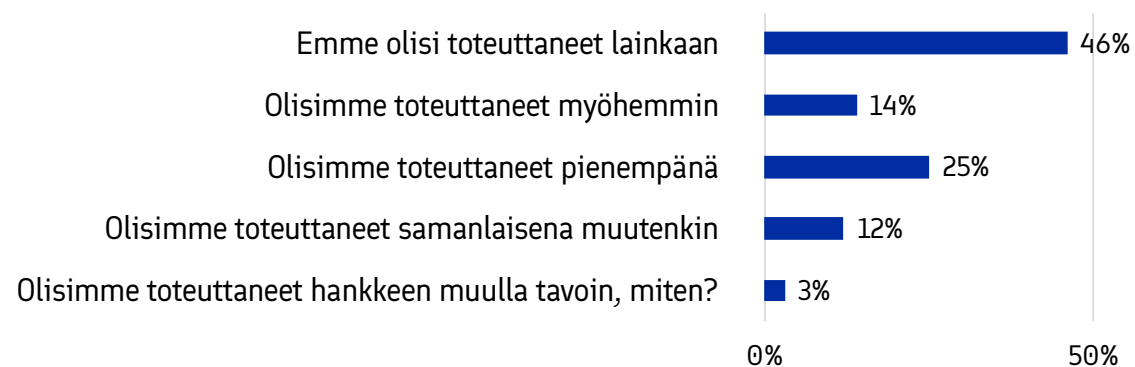 Emme olisi toteuttaneet lainkaan 46%
Olisimme toteuttaneet myöhemmin 14%
Olisimme toteuttaneet pienempänä 25%
Olisimme toteuttaneet samanlaisena muutenkin 12%
Olisimme toteuttaneet hankkeen muulla tavoin, miten? 3%
0% 50%